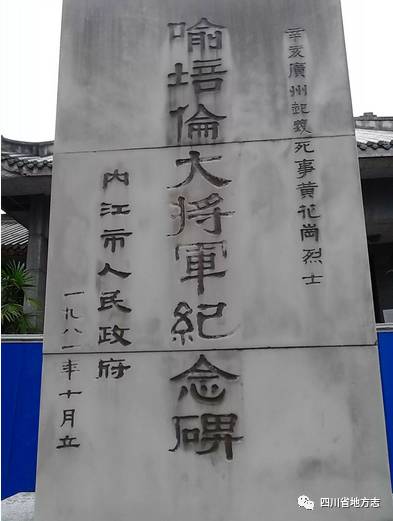 辛亥廣州起義死事黃花崗烈士
喻培倫大將軍紀念碑
内江市人民政府
一九八一年十月立
四川省地方志